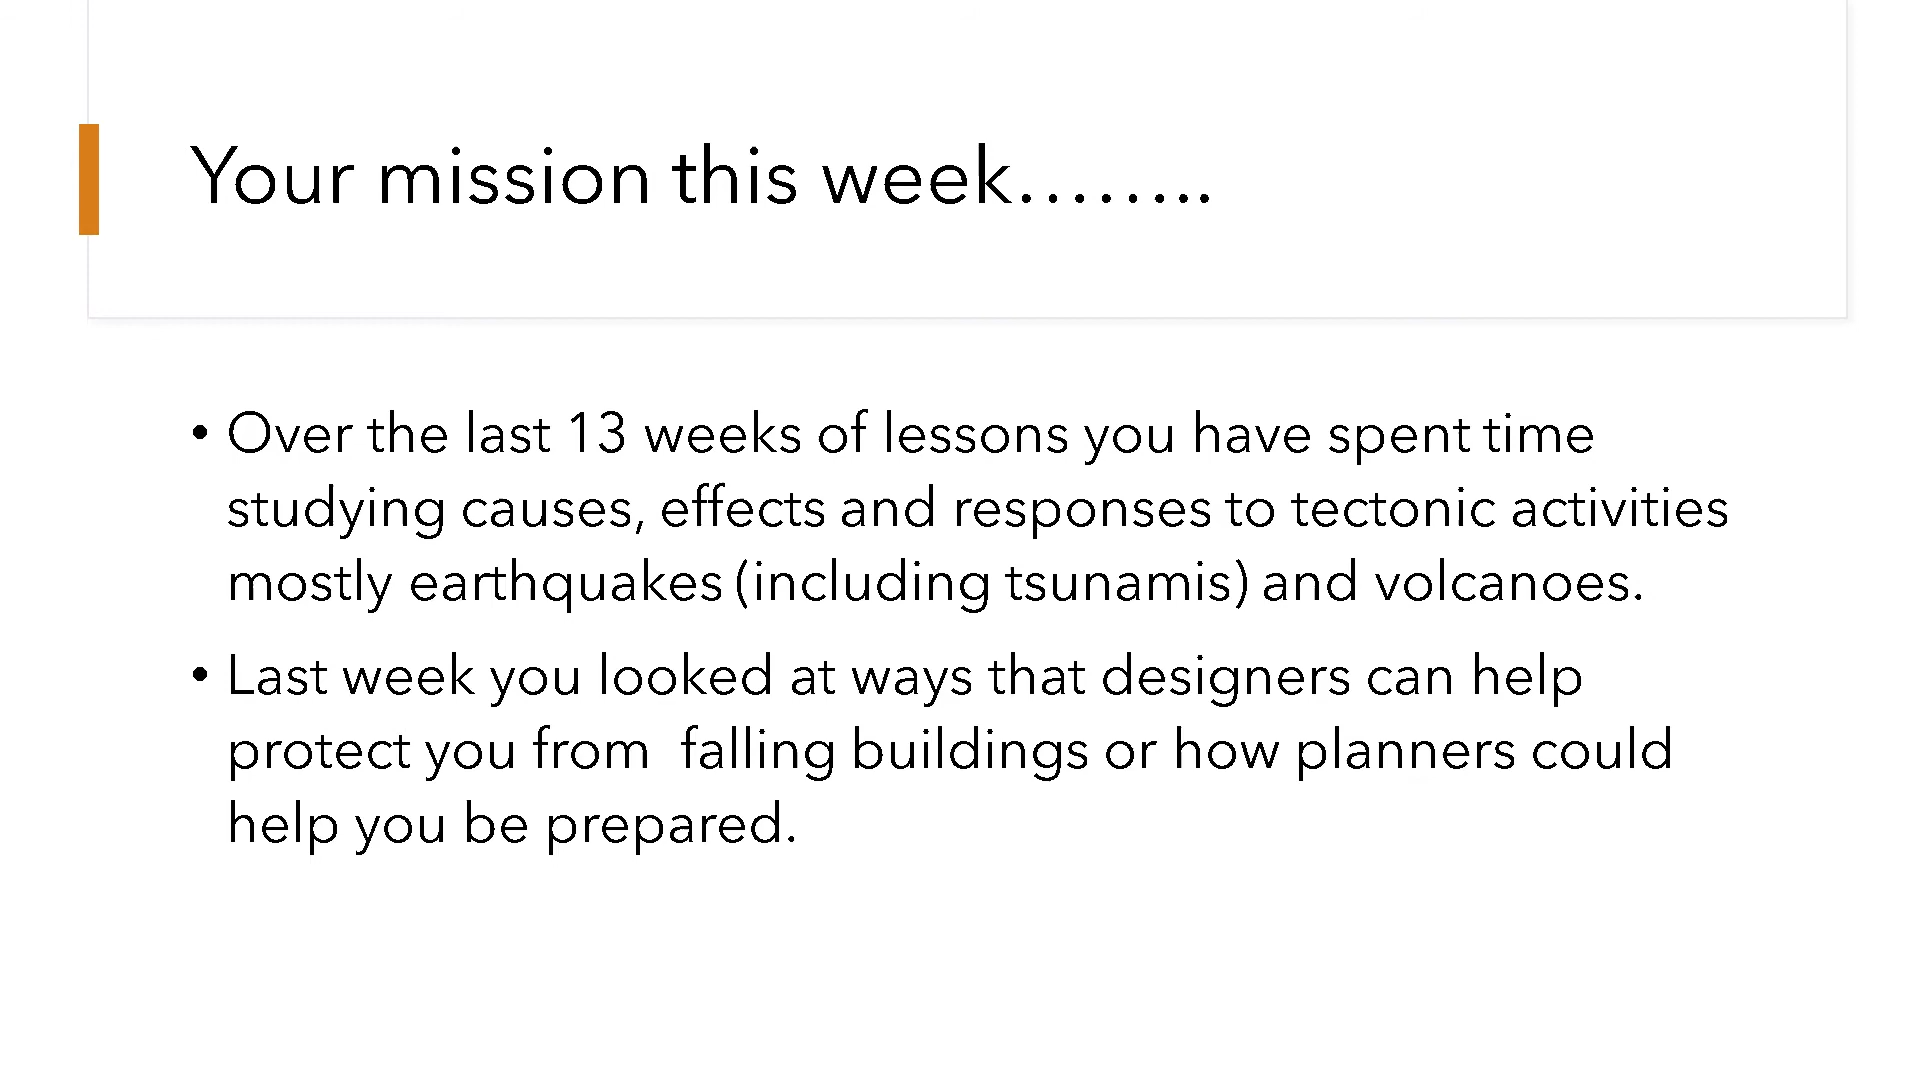 Your mission this week……..
• Over the last 13 weeks of lessons you have spent time
studying causes, effects and responses to tectonic activities
mostly earthquakes (including tsunamis) and volcanoes.
• Last week you looked at ways that designers can help
protect you from  falling buildings or how planners could
help you be prepared.